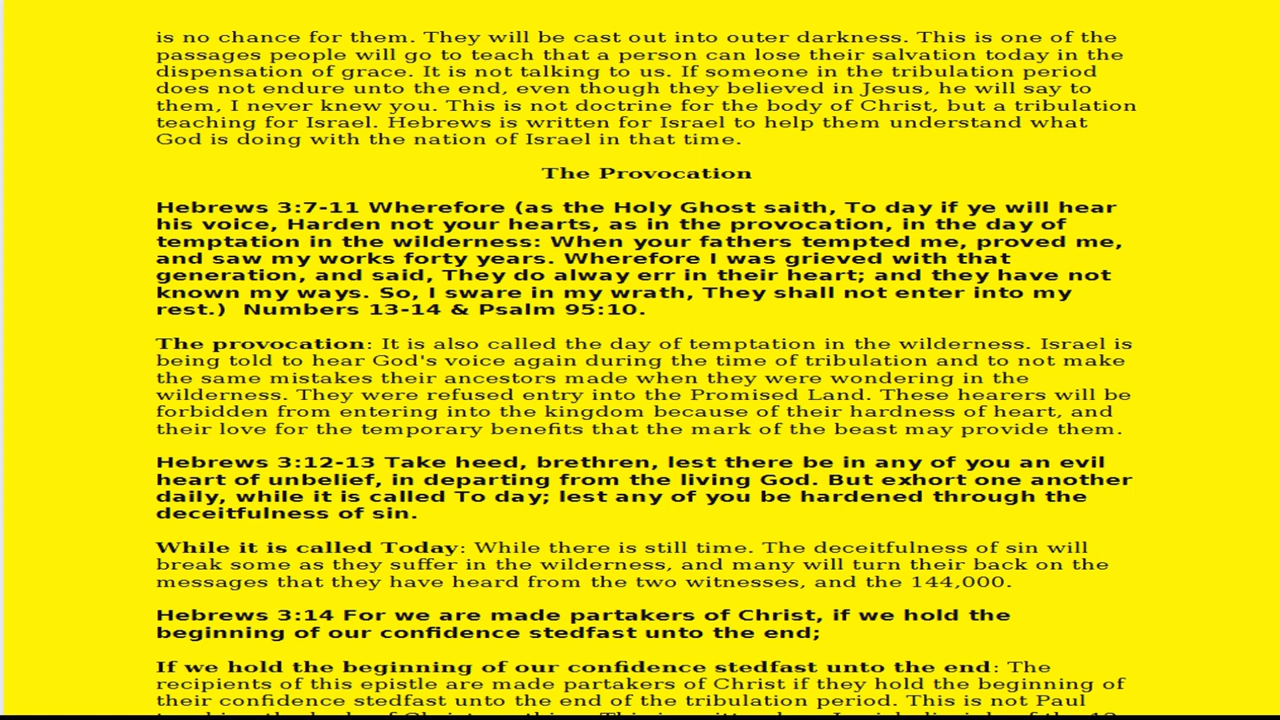 is no chance for them. They will be cast out into outer darkness. This is one of the
passages people will go to teach that a person can lose their salvation today in the
dispensation of grace. It is not talking to us. If someone in the tribulation period
does not endure unto the end, even though they believed in Jesus, he will say to
them, I never knew you. This is not doctrine for the body of Christ, but a tribulation
teaching for Israel. Hebrews is written for Israel to help them understand what
God is doing with the nation of Israel in that time.
The Provocation
Hebrews 3:7-11 Wherefore (as the Holy Ghost saith, To day if ye will hear
his voice, Harden not your hearts, as in the provocation, in the day of
temptation in the wilderness: When your fathers tempted me, proved me,
and saw my works forty years. Wherefore I was grieved with that
generation, and said, They do alway err in their heart; and they have not
known my ways. So, I sware in my wrath, They shall not enter into my
rest.)  Numbers 13-14 & Psalm 95:10.
The provocation: It is also called the day of temptation in the wilderness. Israel is
being told to hear God's voice again during the time of tribulation and to not make
the same mistakes their ancestors made when they were wondering in the
wilderness. They were refused entry into the Promised Land. These hearers will be
forbidden from entering into the kingdom because of their hardness of heart, and
their love for the temporary benefits that the mark of the beast may provide them.
Hebrews 3:12-13 Take heed, brethren, lest there be in any of you an evil
heart of unbelief, in departing from the living God. But exhort one another
daily, while it is called To day; lest any of you be hardened through the
deceitfulness of sin.
While it is called Today: While there is still time. The deceitfulness of sin will
break some as they suffer in the wilderness, and many will turn their back on the
messages that they have heard from the two witnesses, and the 144,000.
Hebrews 3:14 For we are made partakers of Christ, if we hold the
beginning of our confidence stedfast unto the end;
If we hold the beginning of our confidence stedfast unto the end: The
recipients of this epistle are made partakers of Christ if they hold the beginning of
their confidence stedfast unto the end of the tribulation period. This is not Paul